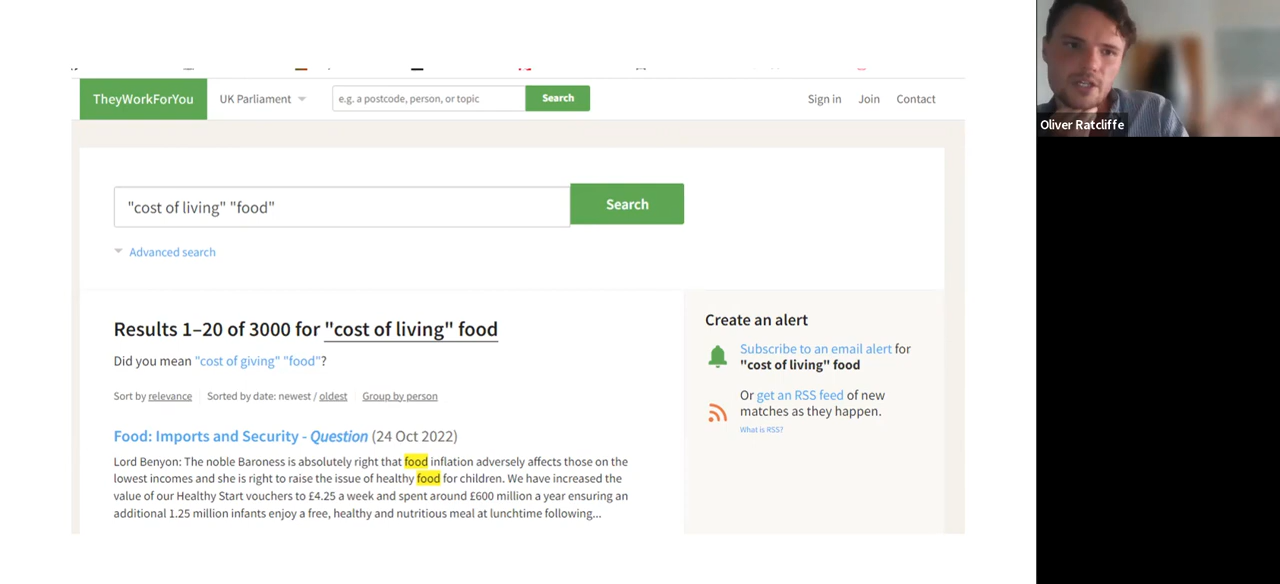 TheyWorkForYou
UK Parliament
e.g. a postcode, person, or topic
Search
Sign in
Join
Contact
"cost of living" "food"
Search
Advanced search
Results 1–20 of 3000 for "cost of living" food
Did you mean "cost of giving" "food"?
Sort by relevance
Sorted by date: newest / oldest
Group by person
Food: Imports and Security - Question (24 Oct 2022)
Lord Benyon: The noble Baroness is absolutely right that food inflation adversely affects those on the
lowest incomes and she is right to raise the issue of healthy food for children. We have increased the
value of our Healthy Start vouchers to £4.25 a week and spent around £600 million a year ensuring an
additional 1.25 million infants enjoy a free, healthy and nutritious meal at lunchtime following...
Create an alert
Subscribe to an email alert for
"cost of living" food
Or get an RSS feed of new
matches as they happen.
What is RSS?
Oliver Ratcliffe